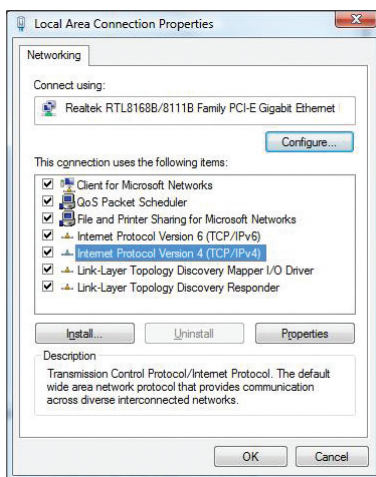 Local Area Connection Properties
Networking
Connect using:
Realtek RTL8168B/8111B Family PCI-E Gigabit Ethernet
Configure...
This connection uses the following items:
Client for Microsoft Networks
QoS Packet Scheduler
File and Printer Sharing for Microsoft Networks
Internet Protocol Version 6 (TCP/IPv6)
Internet Protocol Version 4 (TCP/IPv4)
Link-Layer Topology Discovery Mapper I/O Driver
Link-Layer Topology Discovery Responder
Install... Uninstall Properties
Description
Transmission Control Protocol/Internet Protocol. The default
wide area network protocol that provides communication
across diverse interconnected networks.
OK Cancel